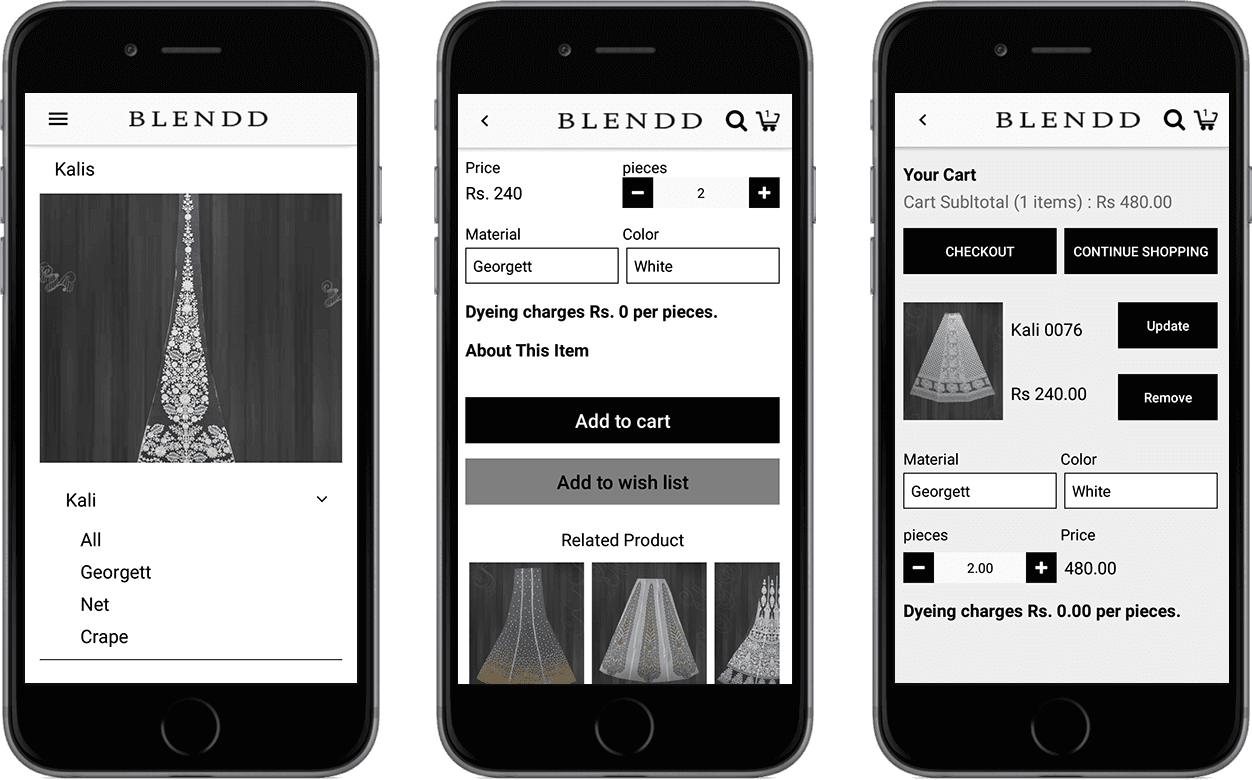 BLENDD
Kalis
Kali
All
Georgett
Net
Crape
BLENDD
1
Price
pieces
Rs. 240
2
Material
Color
Georgett
White
Dyeing charges Rs. 0 per pieces.
About This Item
Add to cart
Add to wish list
Related Product
BLENDD
1
Your Cart
Cart Subltotal (1 items) : Rs 480.00
CHECKOUT
CONTINUE SHOPPING
Kali 0076
Update
Rs 240.00
Remove
Material
Color
Georgett
White
pieces
Price
2.00
480.00
Dyeing charges Rs. 0.00 per pieces.